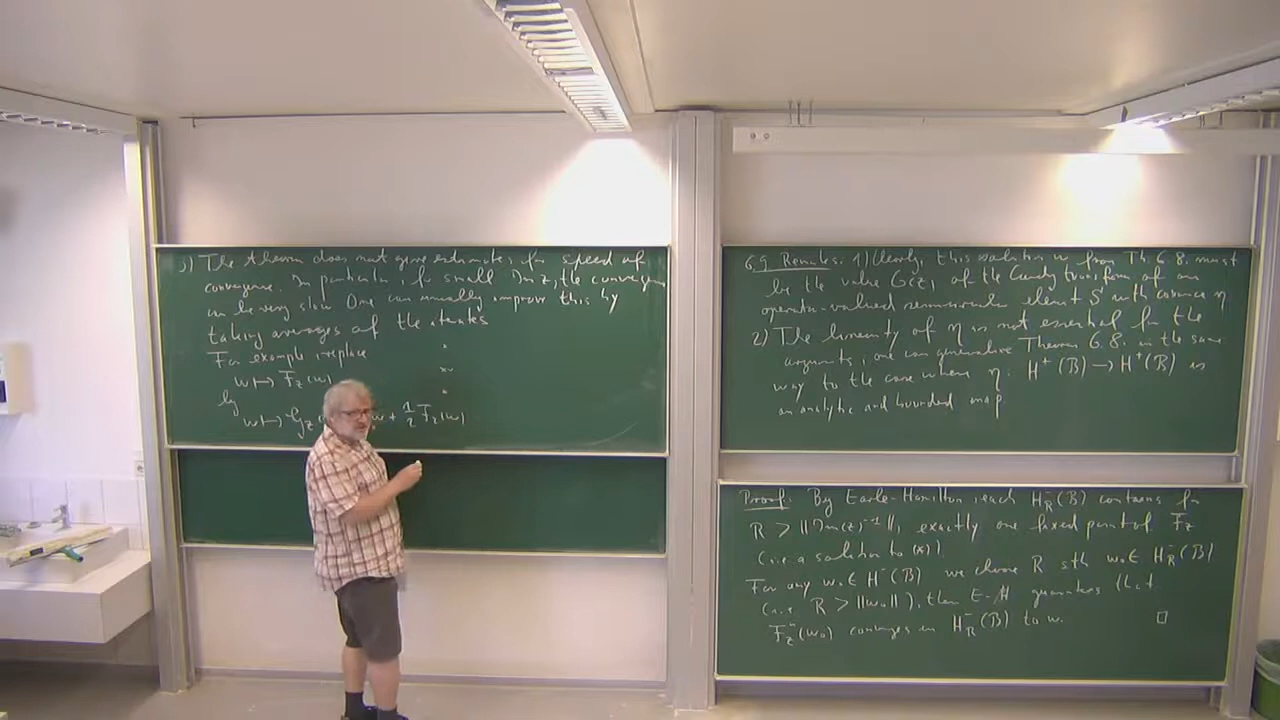 3) The theorem does not give estimates for speed of
convergence. In particular, for small Im z, the convergence
can be very slow. One can usually improve this by
taking averages of the iterates
For example replace
w ↦ F_z(w)
by
w ↦ G_z w + 1/2 F_z(w)
6.9. Remarks: 1) Clearly, this solution w from Th 6.8. must
be the value G(z) of the Cauchy transform of an
operator-valued semicircular element S with covariance η
2) The linearity of η is not essential for the
arguments; one can generalize Theorem 6.8. in the same
way to the case where η: H⁺(B) → H⁺(B) is
an analytic and bounded map.
Proof: By Earle-Hamilton, each H_R^-(B) contains for
R > ||Im(z)^{-1}||, exactly one fixed point of F_z
(i.e. a solution to (*))
For any w₀ ∈ H^-(B) we choose R s.th. w₀ ∈ H_R^-(B)
(i.e. R > ||w₀||), then E-H guarantees that
F_z^n(w₀) converges in H_R^-(B) to w. □